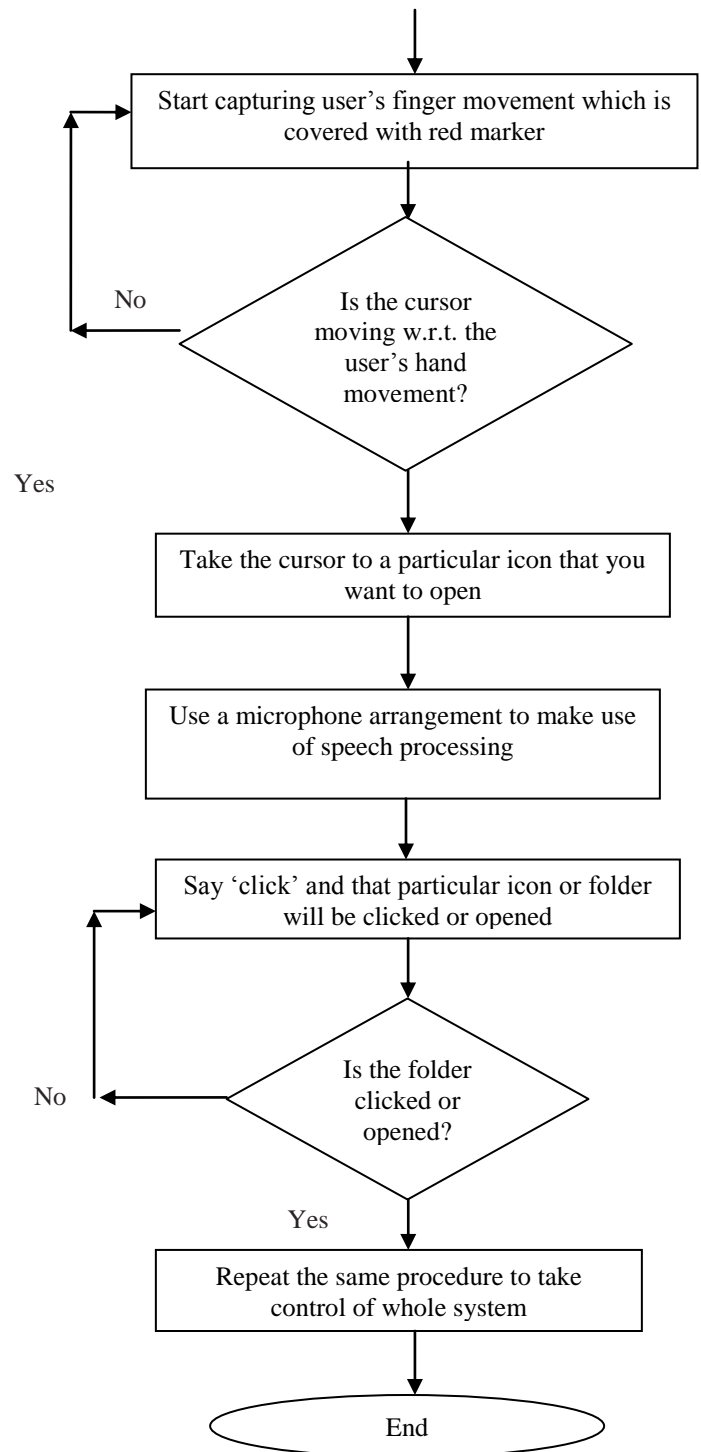 Start capturing user’s finger movement which is
covered with red marker
No
Is the cursor
moving w.r.t. the
user’s hand
movement?
Yes
Take the cursor to a particular icon that you
want to open
Use a microphone arrangement to make use
of speech processing
Say ‘click’ and that particular icon or folder
will be clicked or opened
Is the folder
clicked or
opened?
No
Yes
Repeat the same procedure to take
control of whole system
End